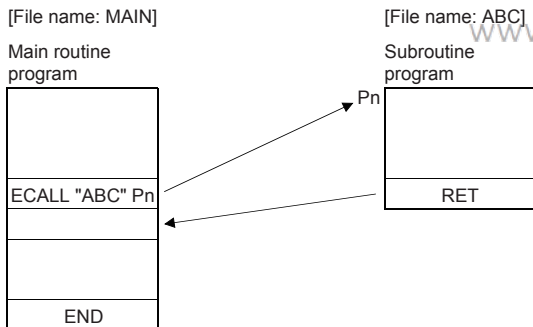 [File name: MAIN]
Main routine
program
ECALL "ABC" Pn
END
[File name: ABC]
Subroutine
program
Pn
RET